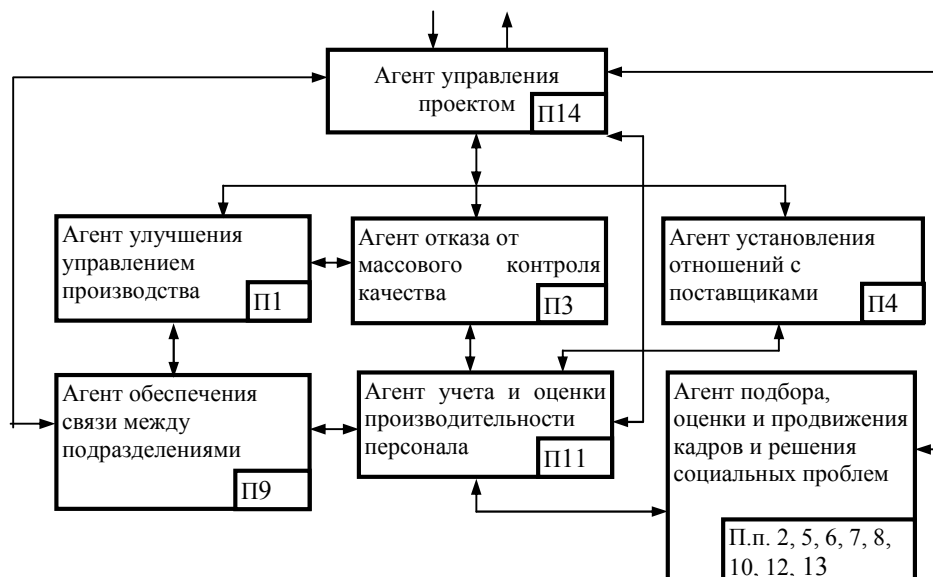 Агент управления
проектом
П14
Агент улучшения
управлением
производства
П1
Агент отказа от
массового контроля
качества
П3
Агент установления
отношений с
поставщиками
П4
Агент обеспечения
связи между
подразделениями
П9
Агент учета и оценки
производительности
персонала
П11
Агент подбора,
оценки и продвижения
кадров и решения
социальных проблем
П.п. 2, 5, 6, 7, 8,
10, 12, 13